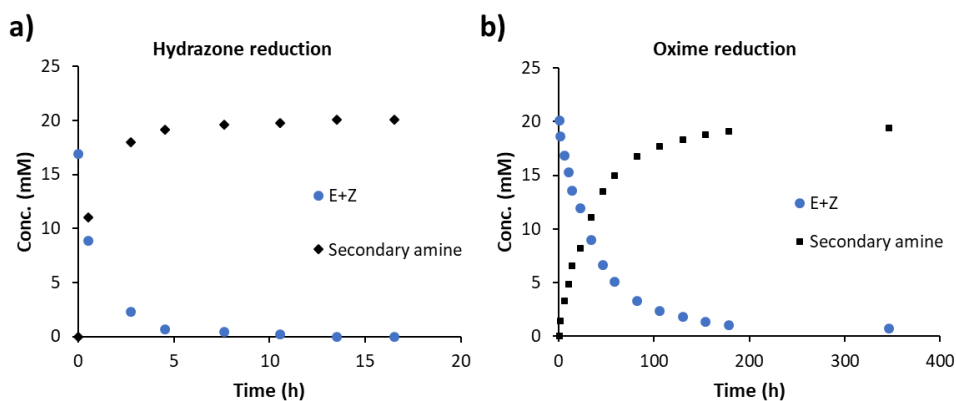 a)
Hydrazone reduction
25
20
15
10
5
0
Conc. (mM)
E+Z
Secondary amine
0 5 10 15 20
Time (h)
b)
Oxime reduction
25
20
15
10
5
0
Conc. (mM)
E+Z
Secondary amine
0 100 200 300 400
Time (h)